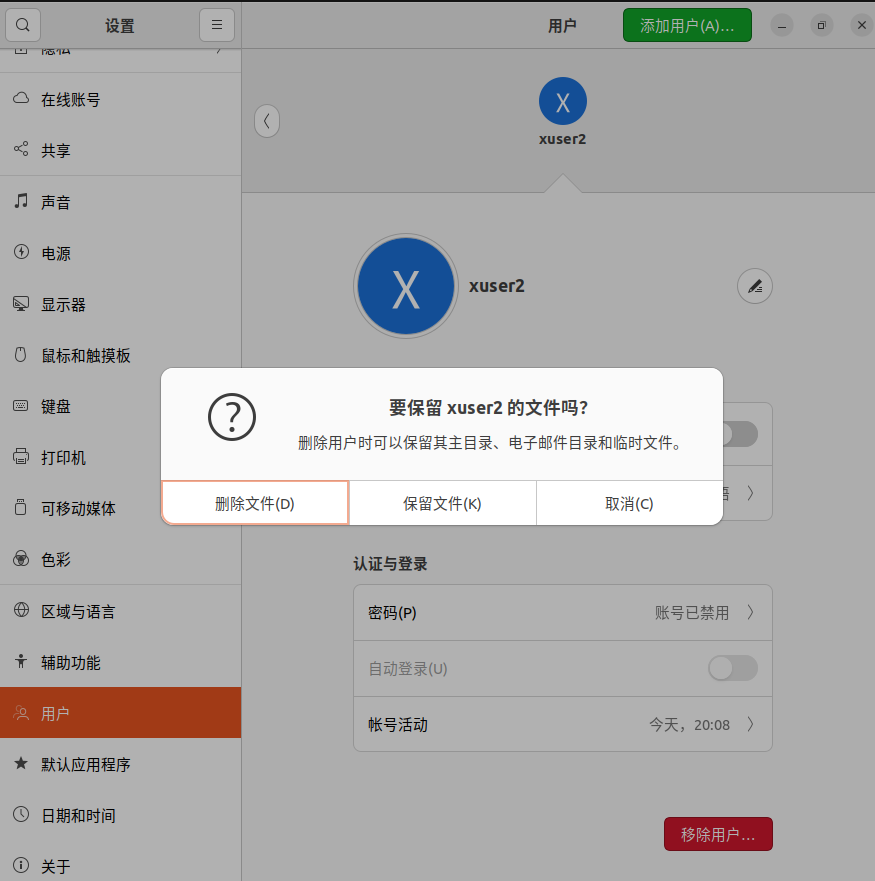 设置
用户
添加用户(A)…
隐私
在线账号
共享
声音
电源
显示器
鼠标和触摸板
键盘
打印机
可移动媒体
色彩
区域与语言
辅助功能
用户
默认应用程序
日期和时间
关于
X
xuser2
X
xuser2
要保留 xuser2 的文件吗?
删除用户时可以保留其主目录、电子邮件目录和临时文件。
删除文件(D)
保留文件(K)
取消(C)
认证与登录
密码(P)
账号已禁用
自动登录(U)
帐号活动
今天，20:08
移除用户…